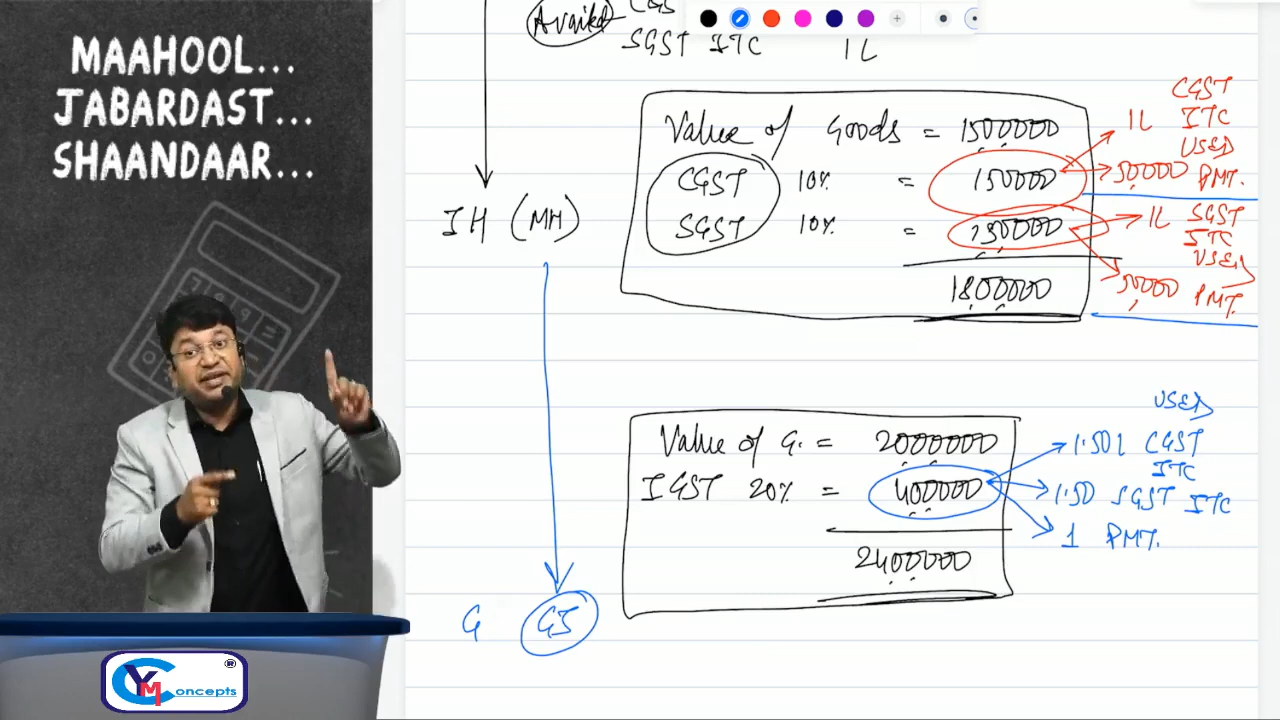 MAAHOOL...
JABARDAST...
SHAANDAAR...
Availed
SGST ITC 1L
Value of Goods = 1500000
CGST 10% = 150000
SGST 10% = 150000
1800000
1L CGST ITC USED
50000 PMT.
1L SGST ITC USED
50000 PMT.
IH (MH)
Value of G. = 2000000
IGST 20% = 400000
2400000
USED
1.50L CGST ITC
1.50 SGST ITC
1 PMT.
G GJ
YMConcepts
®